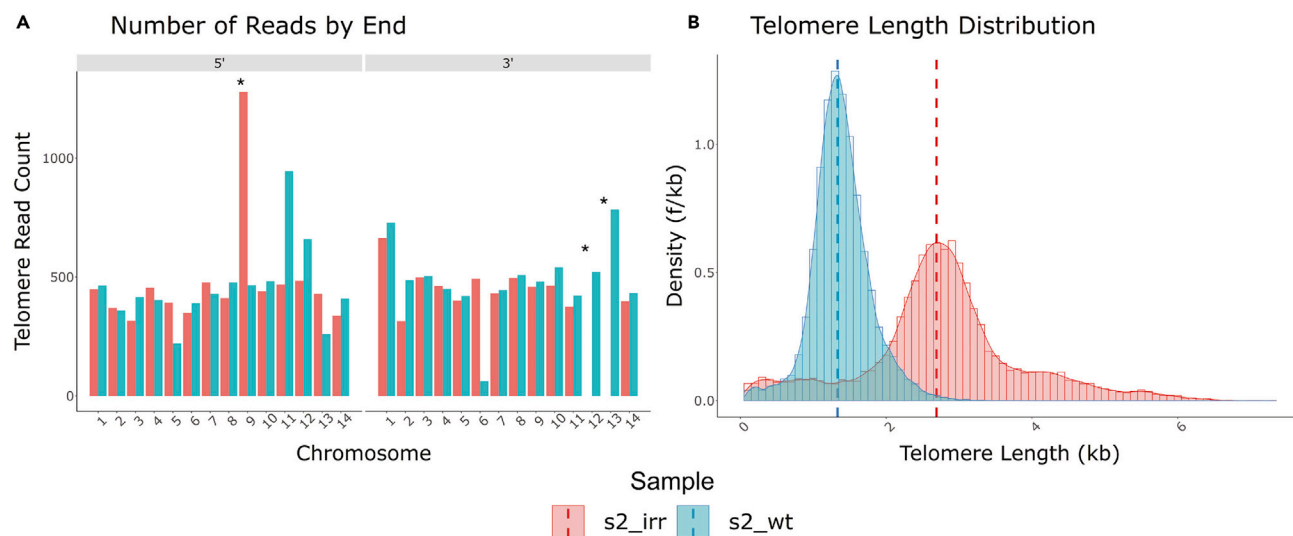 A Number of Reads by End
5' 3'
* * *
Telomere Read Count
1000
500
0
1 2 3 4 5 6 7 8 9 10 11 12 13 14 1 2 3 4 5 6 7 8 9 10 11 12 13 14
Chromosome
B Telomere Length Distribution
Density (f/kb)
1.0
0.5
0.0
0 2 4 6
Telomere Length (kb)
Sample
s2_irr s2_wt